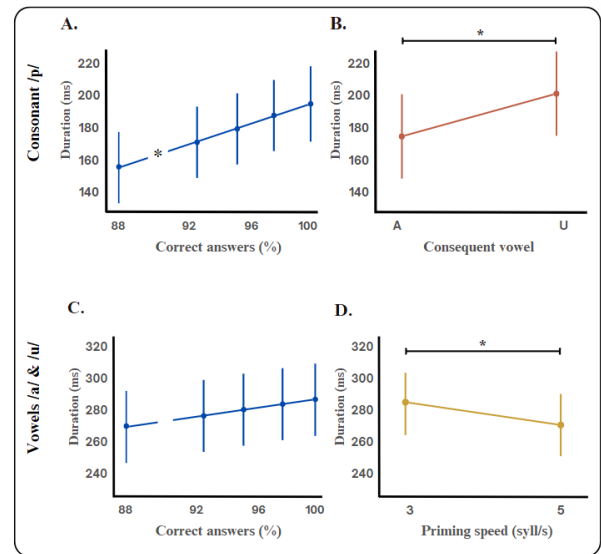 A.
Consonant /p/
Duration (ms)
220
200
180
160
140
*
88 92 96 100
Correct answers (%)
B.
*
Duration (ms)
220
200
180
160
140
A U
Consequent vowel
C.
Vowels /a/ & /u/
Duration (ms)
320
300
280
260
240
88 92 96 100
Correct answers (%)
D.
*
Duration (ms)
320
300
280
260
240
3 5
Priming speed (syll/s)